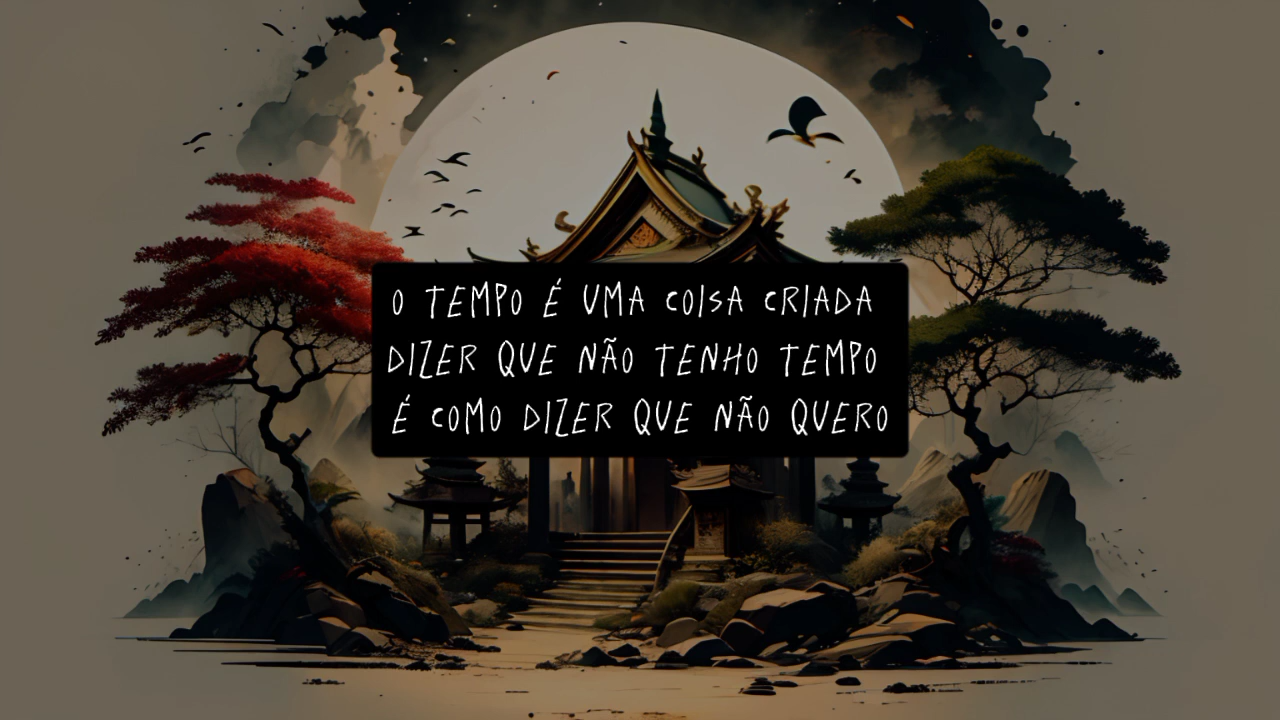 O TEMPO É UMA COISA CRIADA
DIZER QUE NÃO TENHO TEMPO
É COMO DIZER QUE NÃO QUERO